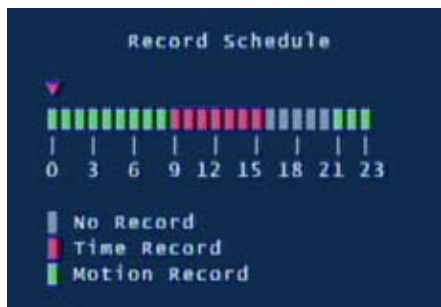 Record Schedule
0 3 6 9 12 15 18 21 23
No Record
Time Record
Motion Record